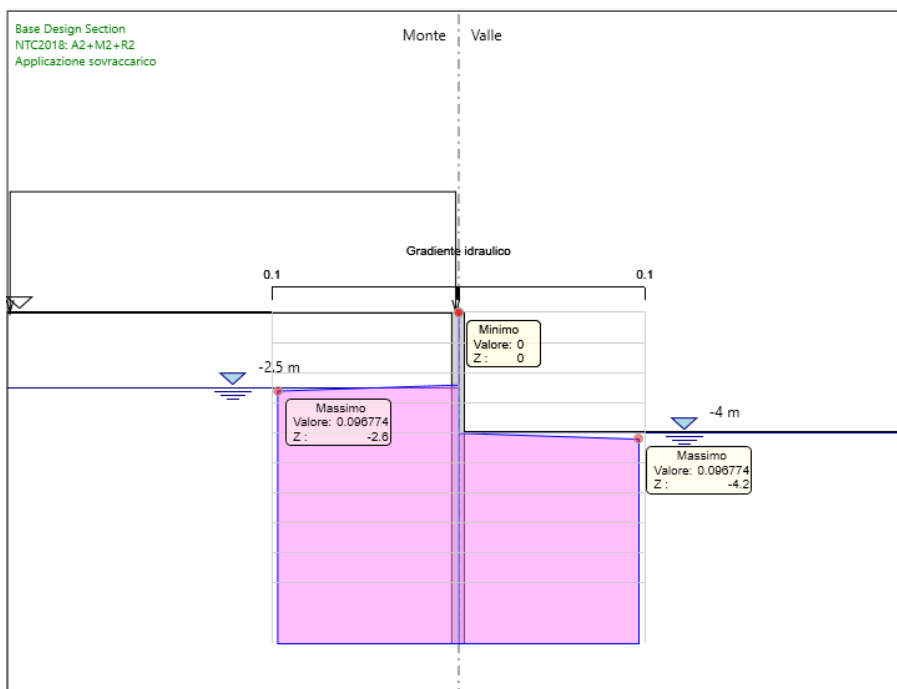 Base Design Section
NTC2018: A2+M2+R2
Applicazione sovraccarico
Monte
Valle
Gradiente idraulico
0.1
0.1
Minimo
Valore: 0
Z : 0
-2.5 m
Massimo
Valore: 0.096774
Z : -2.6
-4 m
Massimo
Valore: 0.096774
Z : -4.2